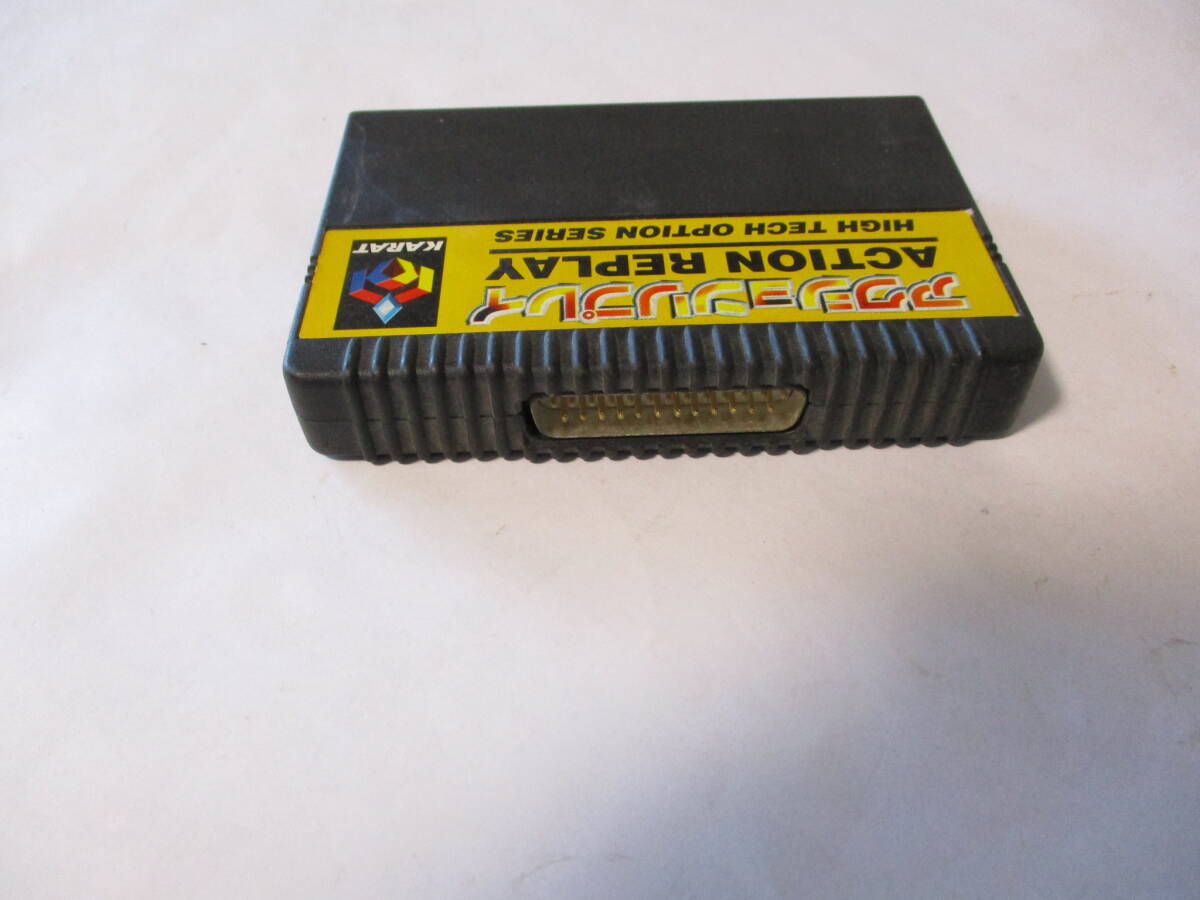 アクションリプレイ
ACTION REPLAY
HIGH TECH OPTION SERIES
KARAT